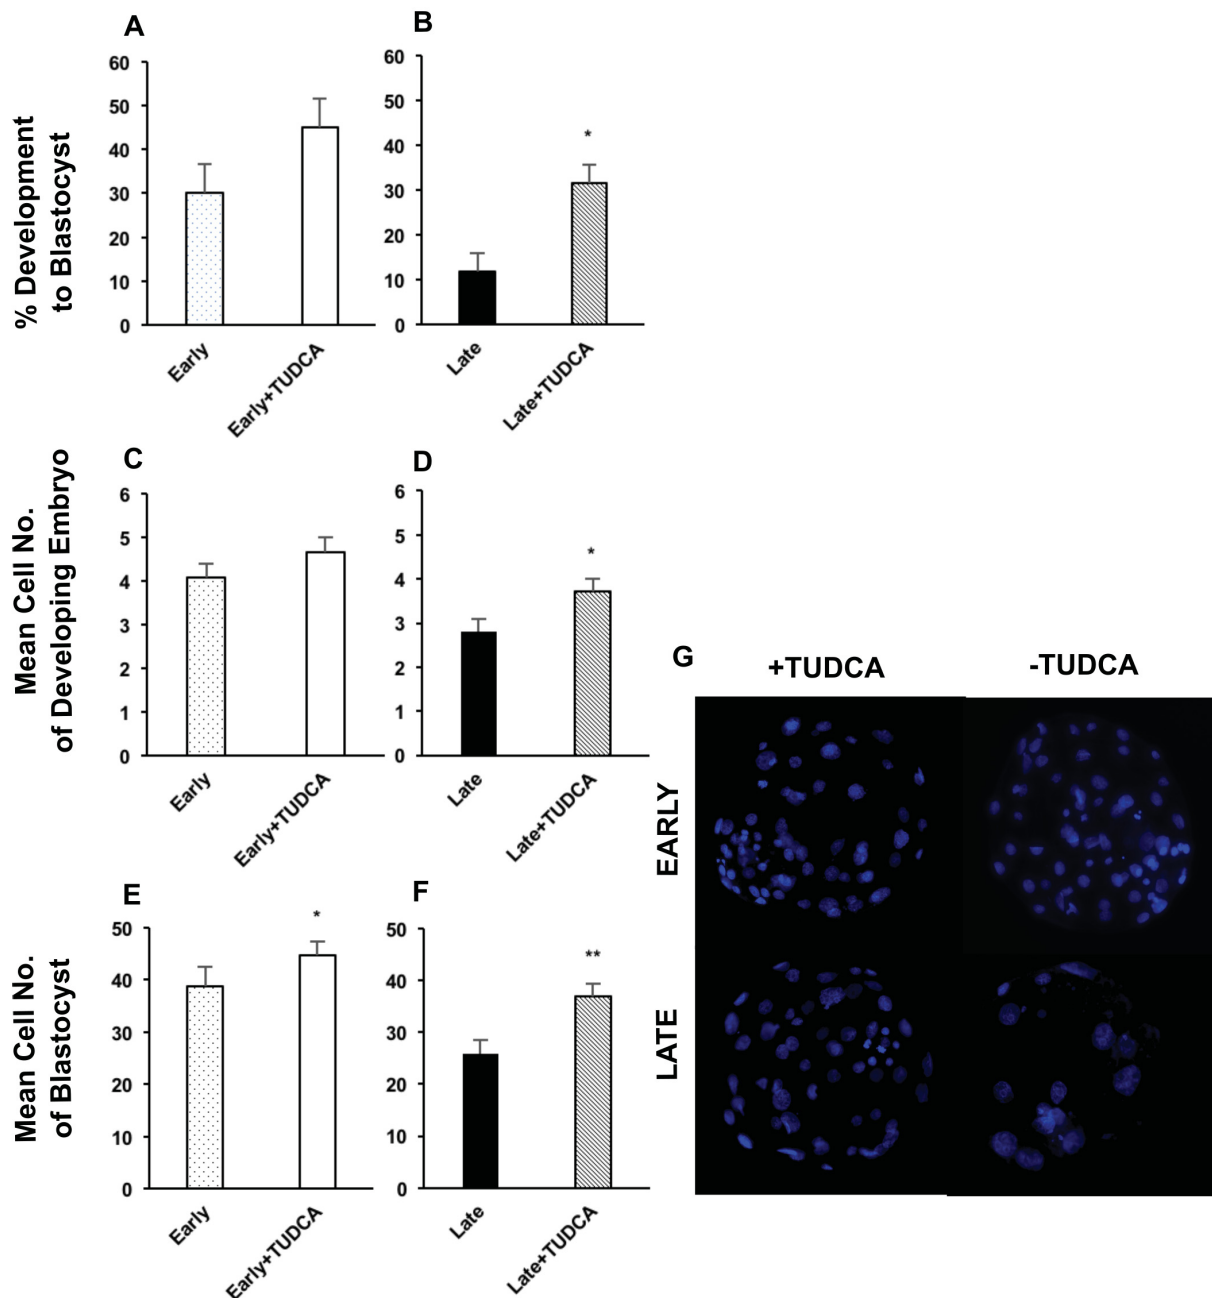 A
% Development
to Blastocyst
60
50
40
30
20
10
0
Early
Early+TUDCA
B
60
50
40
30
20
10
0
*
Late
Late+TUDCA
C
Mean Cell No.
of Developing Embryo
6
5
4
3
2
1
0
Early
Early+TUDCA
D
6
5
4
3
2
1
0
*
Late
Late+TUDCA
E
Mean Cell No.
of Blastocyst
50
40
30
20
10
0
*
Early
Early+TUDCA
F
50
40
30
20
10
0
**
Late
Late+TUDCA
G
+TUDCA
-TUDCA
EARLY
LATE